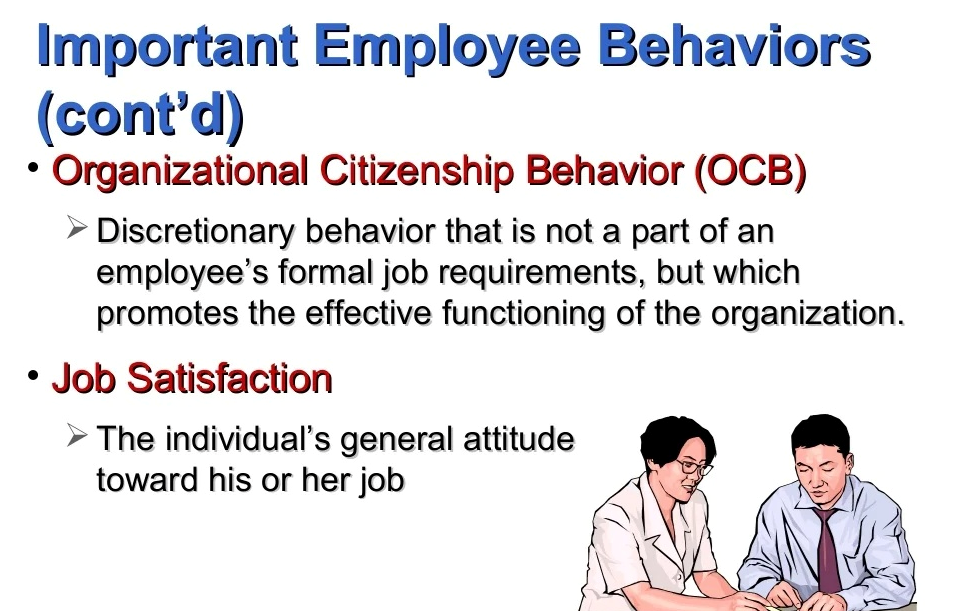 Important Employee Behaviors
(cont’d)
• Organizational Citizenship Behavior (OCB)
➢ Discretionary behavior that is not a part of an
employee’s formal job requirements, but which
promotes the effective functioning of the organization.
• Job Satisfaction
➢ The individual’s general attitude
toward his or her job